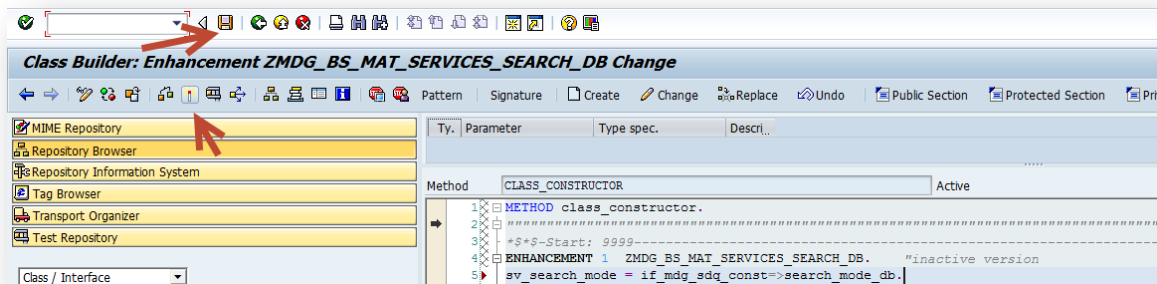 Class Builder: Enhancement ZMDG_BS_MAT_SERVICES_SEARCH_DB Change
Pattern Signature Create Change Replace Undo Public Section Protected Section Pri
MIME Repository
Repository Browser
Repository Information System
Tag Browser
Transport Organizer
Test Repository
Class / Interface
Ty. Parameter Type spec. Descri..
Method CLASS_CONSTRUCTOR Active
1 METHOD class_constructor.
2 """""""""""""""""""""""""""""""""""""""""""""""""""""""""""""""""""""""""""""""""""""""
3 *$*$-Start: 9999----------------------------------------------------------------------
4 ENHANCEMENT 1 ZMDG_BS_MAT_SERVICES_SEARCH_DB. "inactive version
5 sv_search_mode = if_mdg_sdq_const=>search_mode_db.